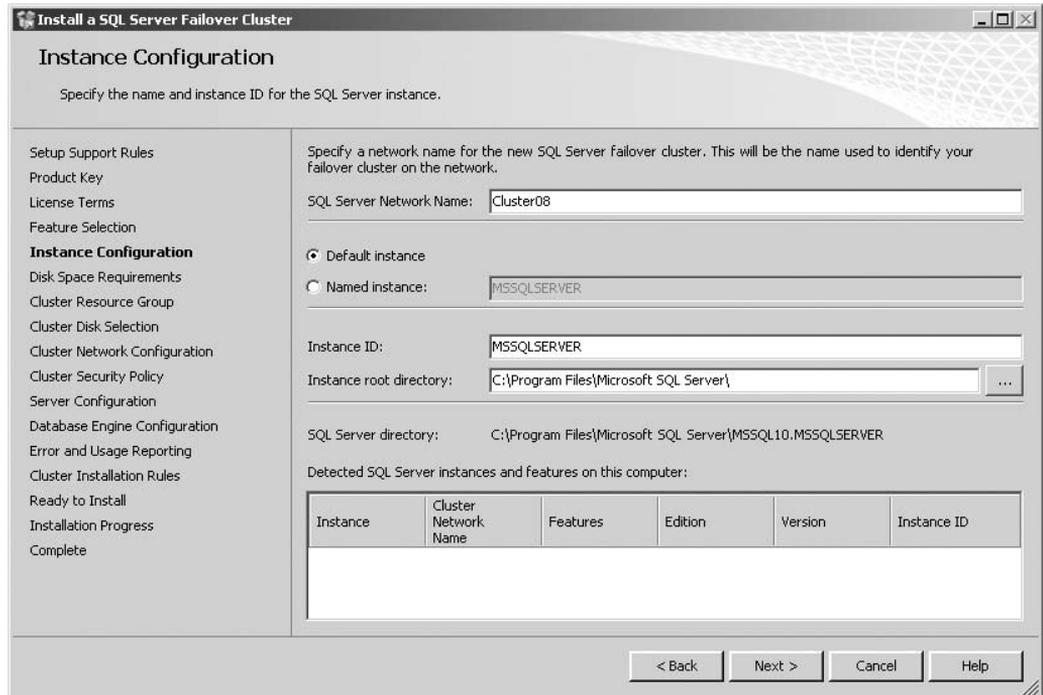 Install a SQL Server Failover Cluster
Instance Configuration
Specify the name and instance ID for the SQL Server instance.
Setup Support Rules
Product Key
License Terms
Feature Selection
Instance Configuration
Disk Space Requirements
Cluster Resource Group
Cluster Disk Selection
Cluster Network Configuration
Cluster Security Policy
Server Configuration
Database Engine Configuration
Error and Usage Reporting
Cluster Installation Rules
Ready to Install
Installation Progress
Complete
Specify a network name for the new SQL Server failover cluster. This will be the name used to identify your
failover cluster on the network.
SQL Server Network Name: Cluster08
Default instance
Named instance: MSSQLSERVER
Instance ID: MSSQLSERVER
Instance root directory: C:\Program Files\Microsoft SQL Server\ ...
SQL Server directory: C:\Program Files\Microsoft SQL Server\MSSQL10.MSSQLSERVER
Detected SQL Server instances and features on this computer:
Instance
Cluster
Network
Name
Features
Edition
Version
Instance ID
< Back Next > Cancel Help